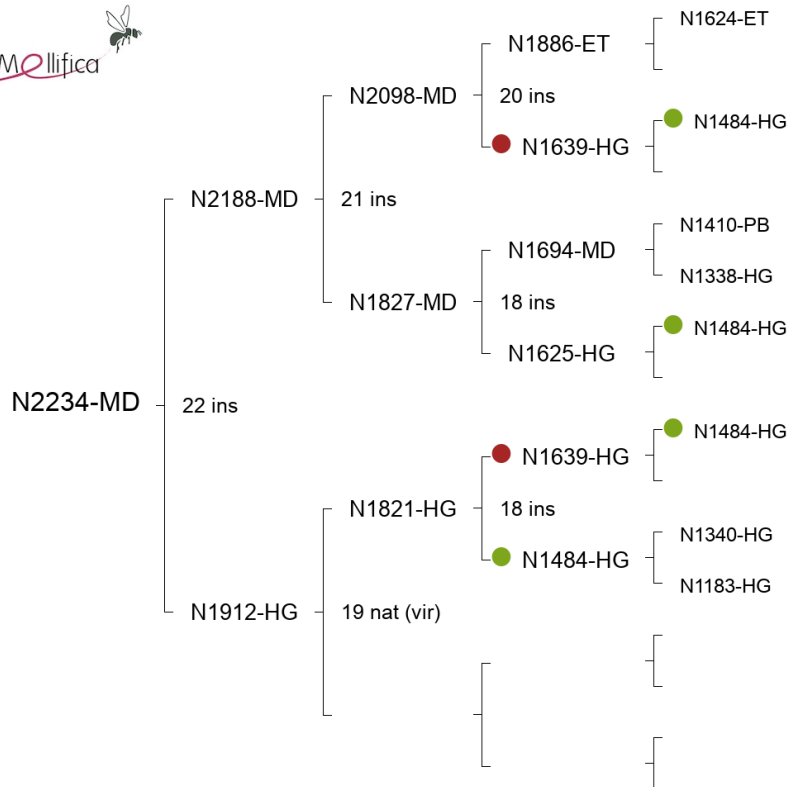 Mellifica
N1624-ET
N1886-ET
N2098-MD
20 ins
N1639-HG
N1484-HG
N2188-MD
21 ins
N1410-PB
N1694-MD
N1338-HG
N1827-MD
18 ins
N1484-HG
N1625-HG
N2234-MD
22 ins
N1484-HG
N1639-HG
N1821-HG
18 ins
N1340-HG
N1484-HG
N1183-HG
N1912-HG
19 nat (vir)